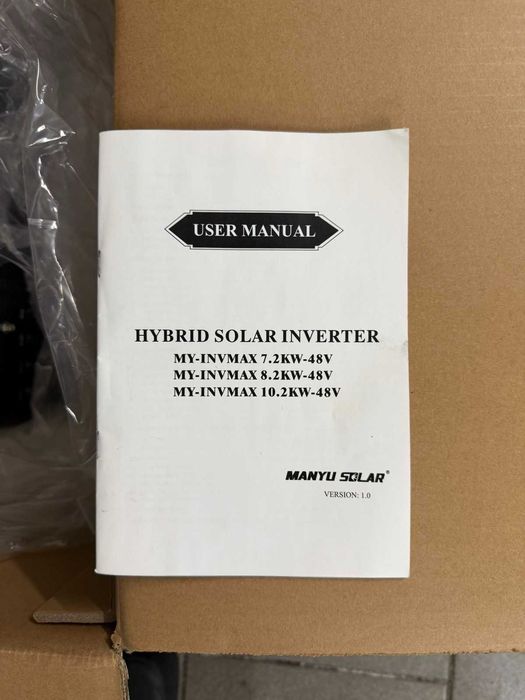 USER MANUAL
HYBRID SOLAR INVERTER
MY-INVMAX 7.2KW-48V
MY-INVMAX 8.2KW-48V
MY-INVMAX 10.2KW-48V
MANYU SOLAR®
VERSION: 1.0